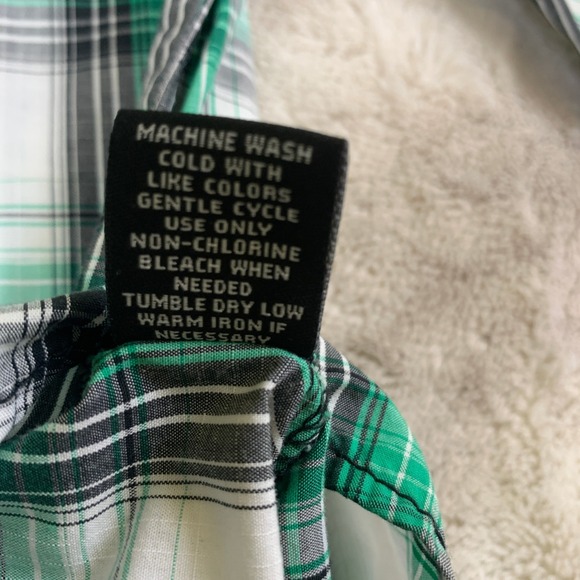 MACHINE WASH
COLD WITH
LIKE COLORS
GENTLE CYCLE
USE ONLY
NON-CHLORINE
BLEACH WHEN
NEEDED
TUMBLE DRY LOW
WARM IRON IF
NECESSARY